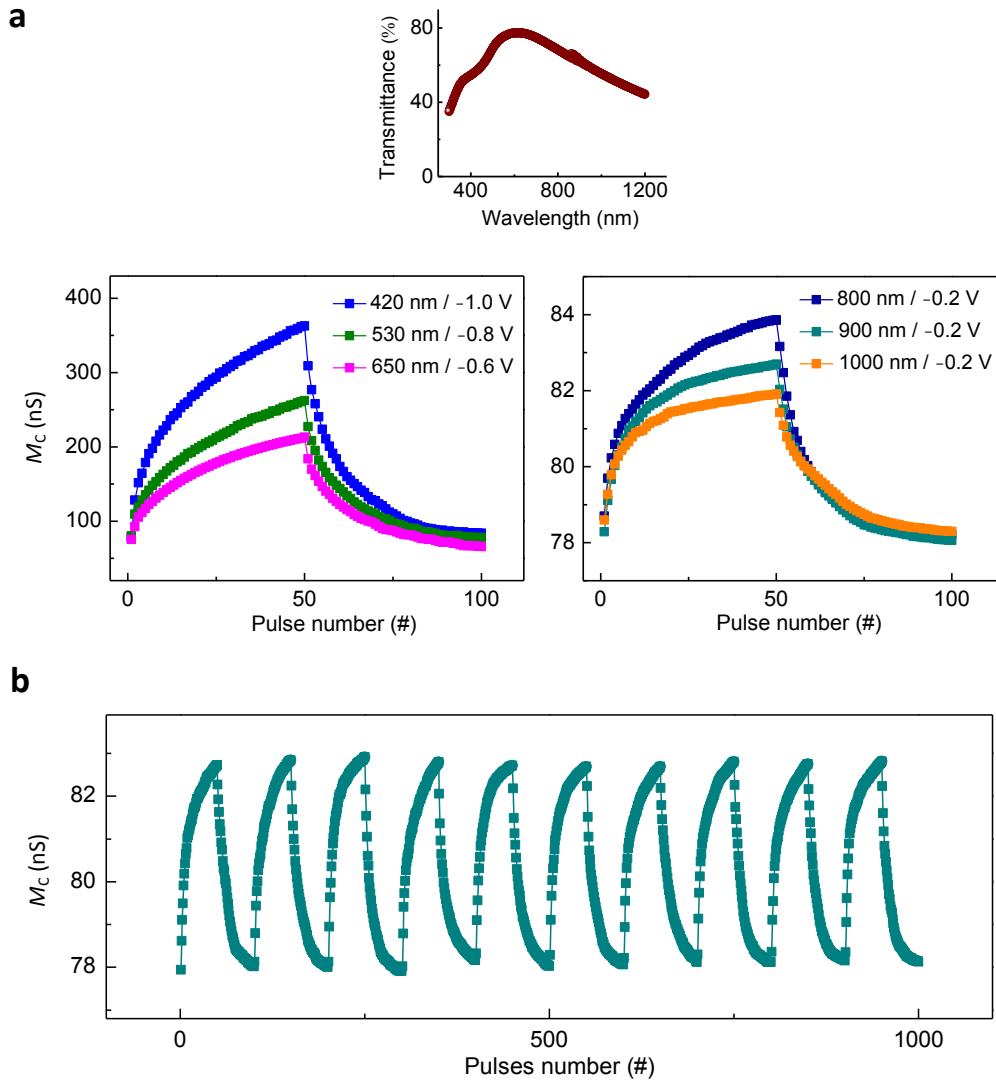 a
Transmittance (%)
80
40
0
400
800
1200
Wavelength (nm)
M_C (nS)
400
300
200
100
420 nm / −1.0 V
530 nm / −0.8 V
650 nm / −0.6 V
0
50
100
Pulse number (#)
84
82
80
78
800 nm / −0.2 V
900 nm / −0.2 V
1000 nm / −0.2 V
0
50
100
Pulse number (#)
b
M_C (nS)
82
80
78
0
500
1000
Pulses number (#)